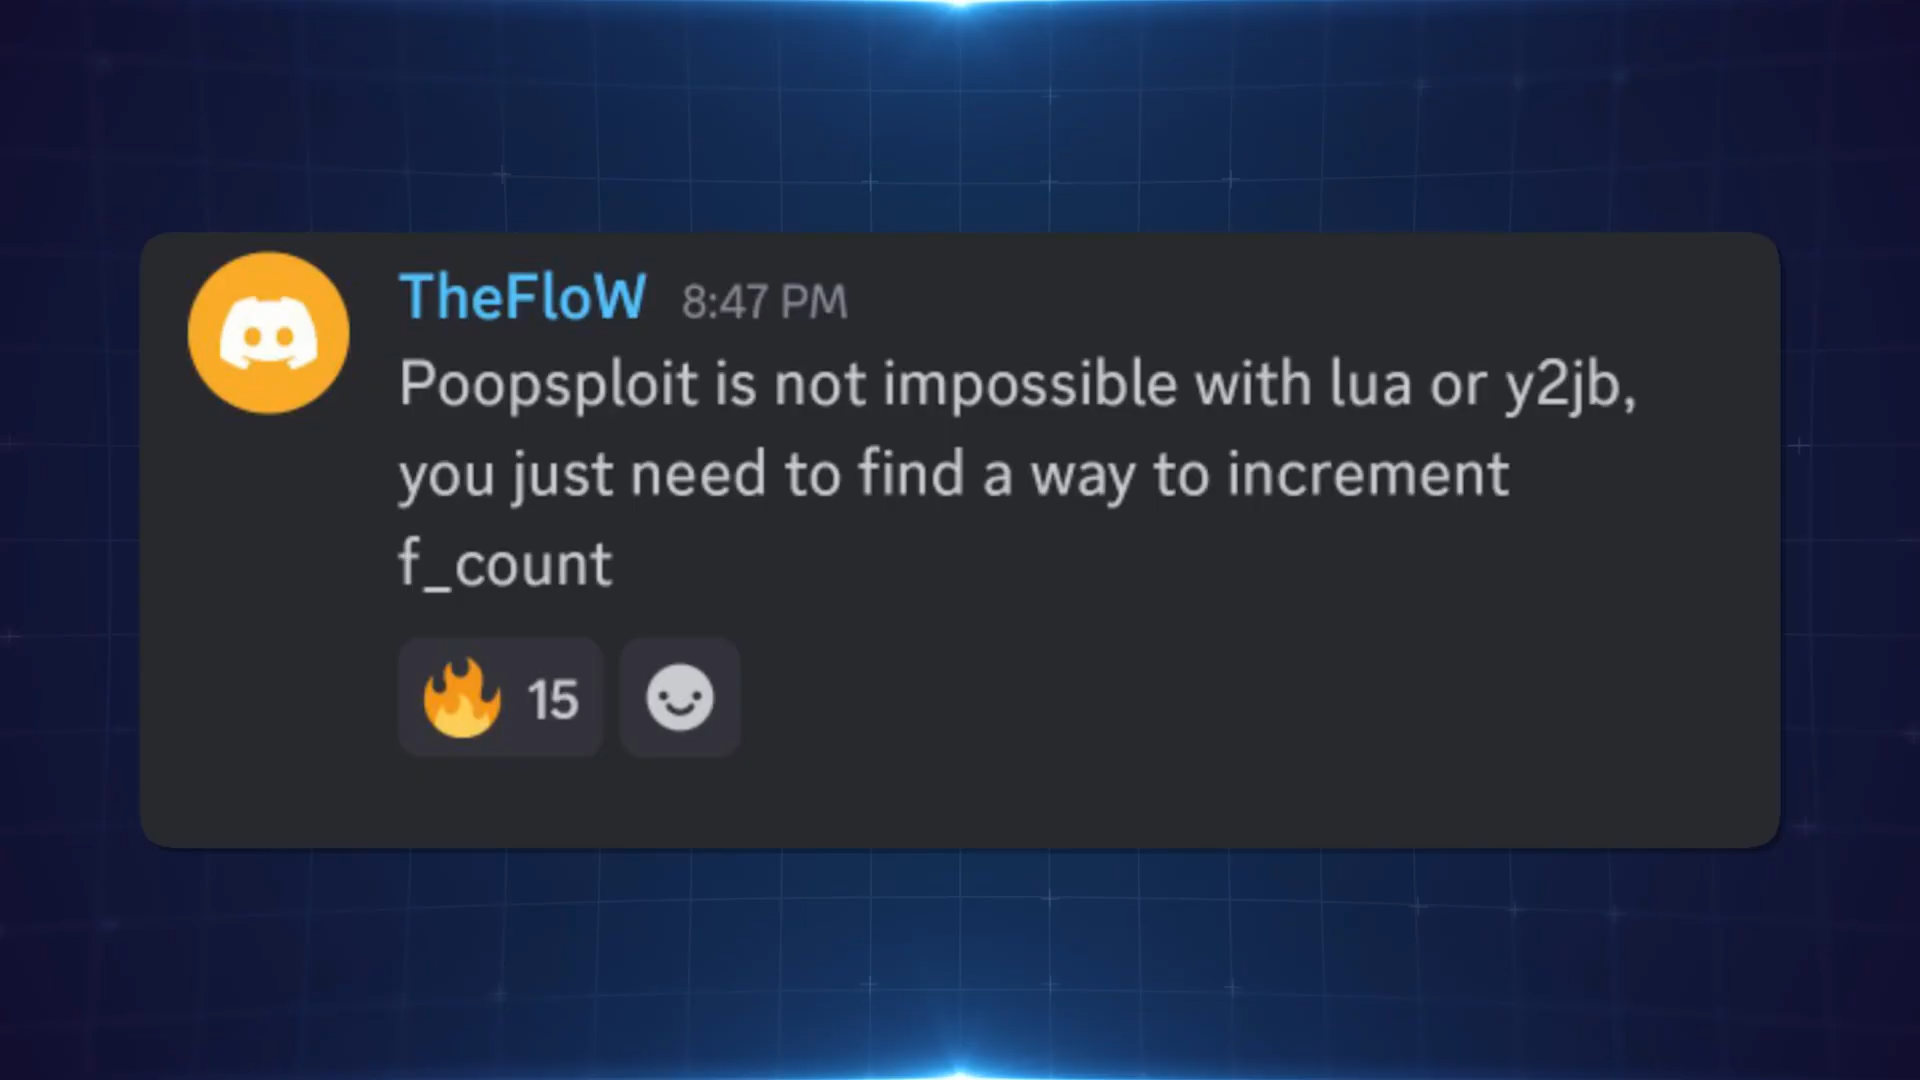 TheFloW 8:47 PM
Poopsploit is not impossible with lua or y2jb,
you just need to find a way to increment
f_count
15